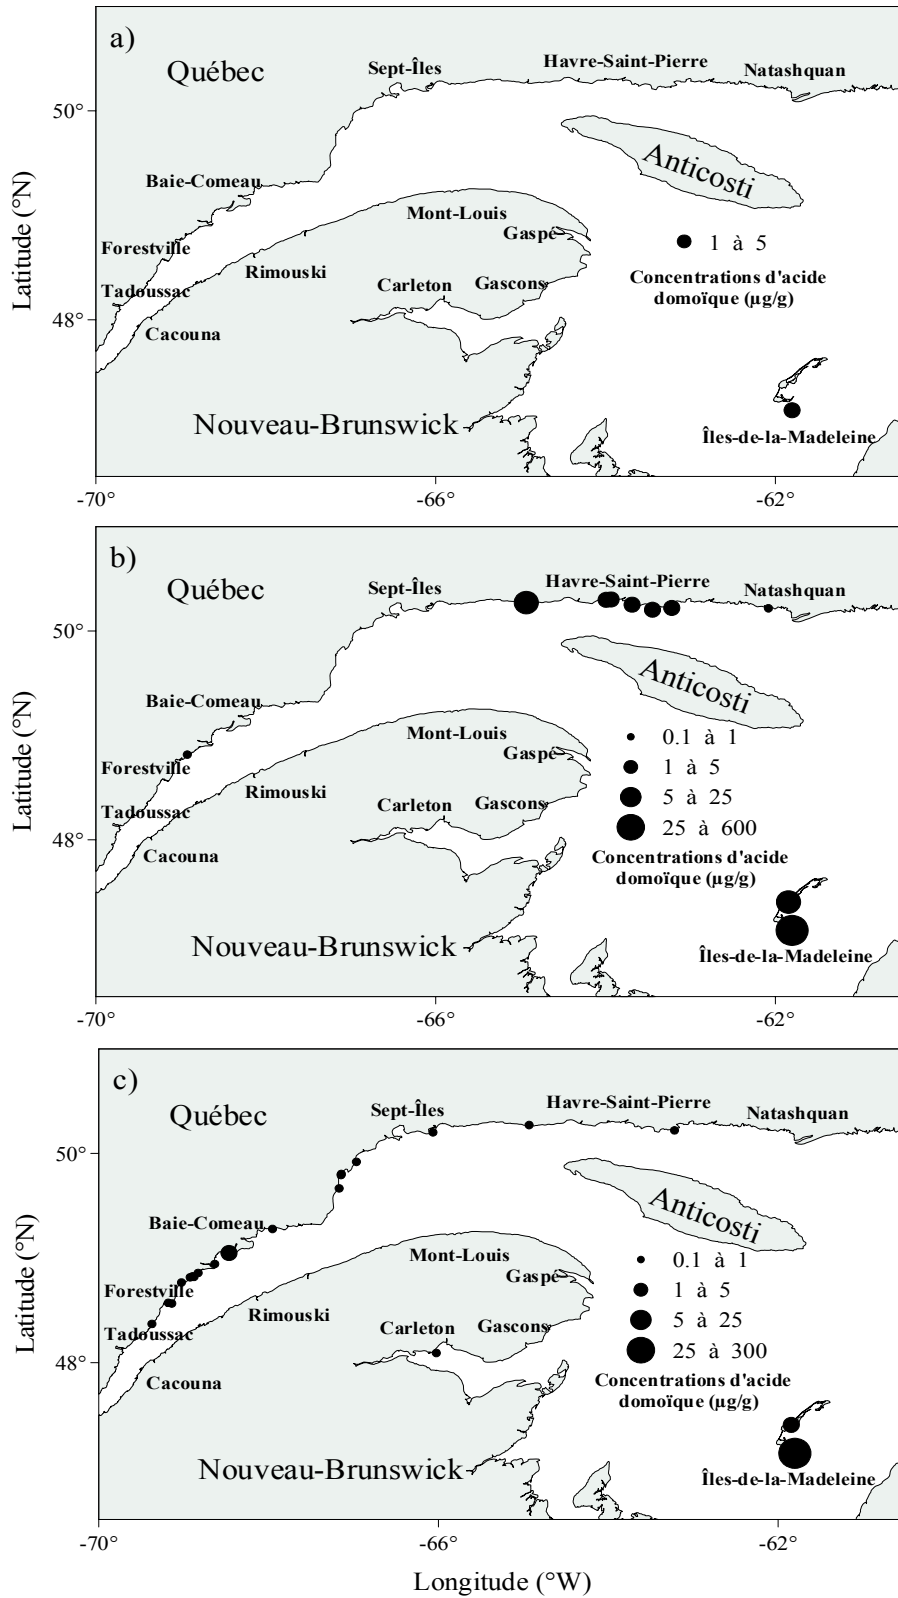 a)
Québec
Sept-Îles
Havre-Saint-Pierre
Natashquan
50°
Anticosti
Baie-Comeau
Mont-Louis
Gaspé
Forestville
1 à 5
Rimouski
Concentrations d'acide
domoïque (µg/g)
Tadoussac
Carleton
Gascons
48°
Cacouna
Nouveau-Brunswick
Îles-de-la-Madeleine
Latitude (°N)
-70°
-66°
-62°
b)
Québec
Sept-Îles
Havre-Saint-Pierre
Natashquan
50°
Anticosti
Baie-Comeau
Mont-Louis
Gaspé
0.1 à 1
Forestville
1 à 5
Rimouski
5 à 25
Tadoussac
Carleton
Gascons
25 à 600
48°
Cacouna
Concentrations d'acide
domoïque (µg/g)
Nouveau-Brunswick
Îles-de-la-Madeleine
Latitude (°N)
-70°
-66°
-62°
c)
Québec
Sept-Îles
Havre-Saint-Pierre
Natashquan
50°
Anticosti
Baie-Comeau
Mont-Louis
Gaspé
0.1 à 1
Forestville
1 à 5
Rimouski
5 à 25
Tadoussac
Carleton
Gascons
25 à 300
48°
Cacouna
Concentrations d'acide
domoïque (µg/g)
Nouveau-Brunswick
Îles-de-la-Madeleine
Latitude (°N)
-70°
-66°
-62°
Longitude (°W)